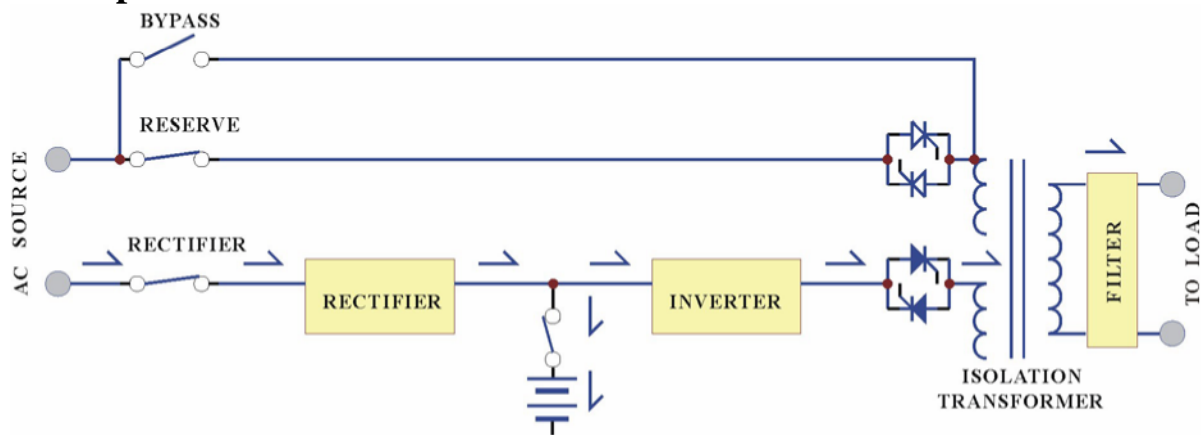 BYPASS
RESERVE
AC SOURCE
RECTIFIER
RECTIFIER
INVERTER
FILTER
TO LOAD
ISOLATION
TRANSFORMER